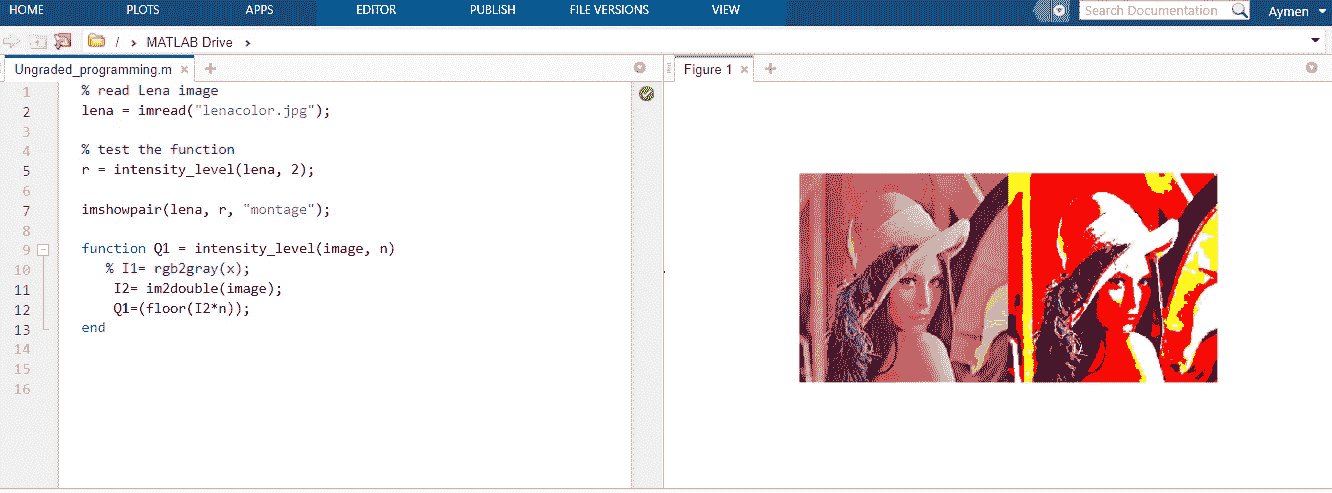 HOME PLOTS APPS EDITOR PUBLISH FILE VERSIONS VIEW Search Documentation Aymen
/ › MATLAB Drive ›
Ungraded_programming.m × + Figure 1 × +
1 % read Lena image
2 lena = imread("lenacolor.jpg");
3
4 % test the function
5 r = intensity_level(lena, 2);
6
7 imshowpair(lena, r, "montage");
8
9 function Q1 = intensity_level(image, n)
10 % I1= rgb2gray(x);
11 I2= im2double(image);
12 Q1=(floor(I2*n));
13 end
14
15
16